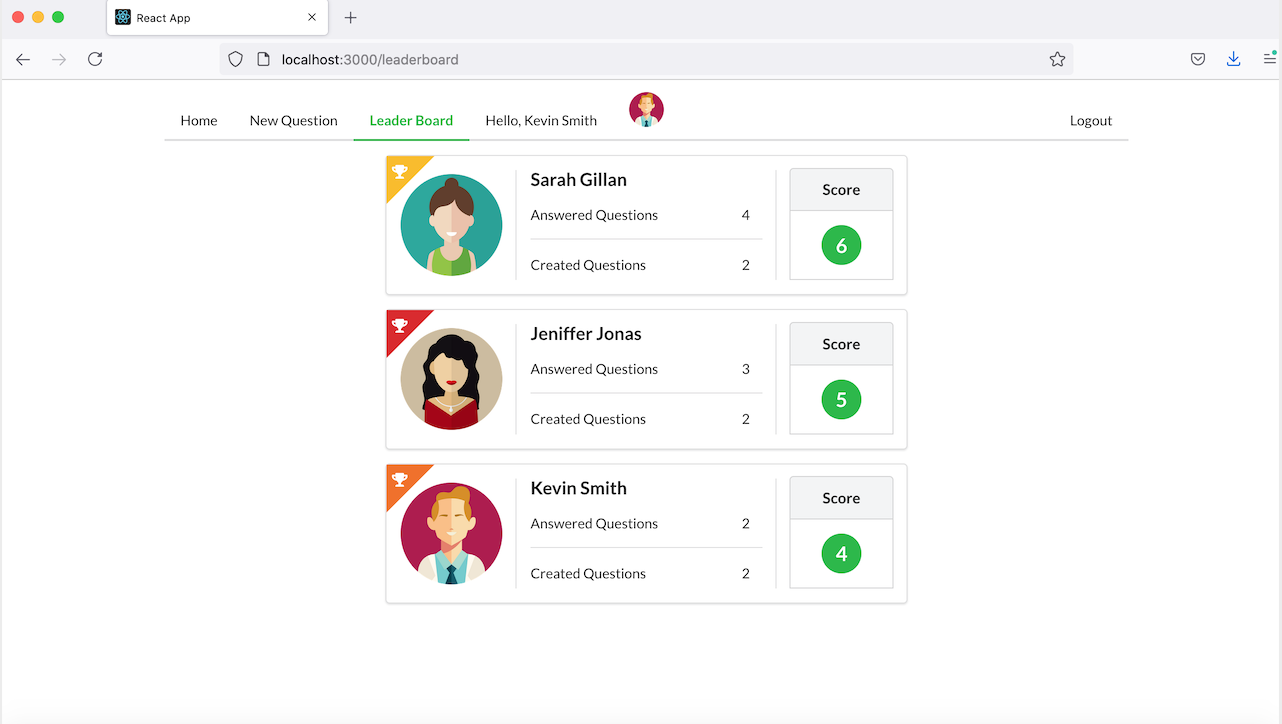 React App
localhost:3000/leaderboard
Home New Question Leader Board Hello, Kevin Smith Logout
Sarah Gillan
Answered Questions 4
Created Questions 2
Score
6
Jeniffer Jonas
Answered Questions 3
Created Questions 2
Score
5
Kevin Smith
Answered Questions 2
Created Questions 2
Score
4